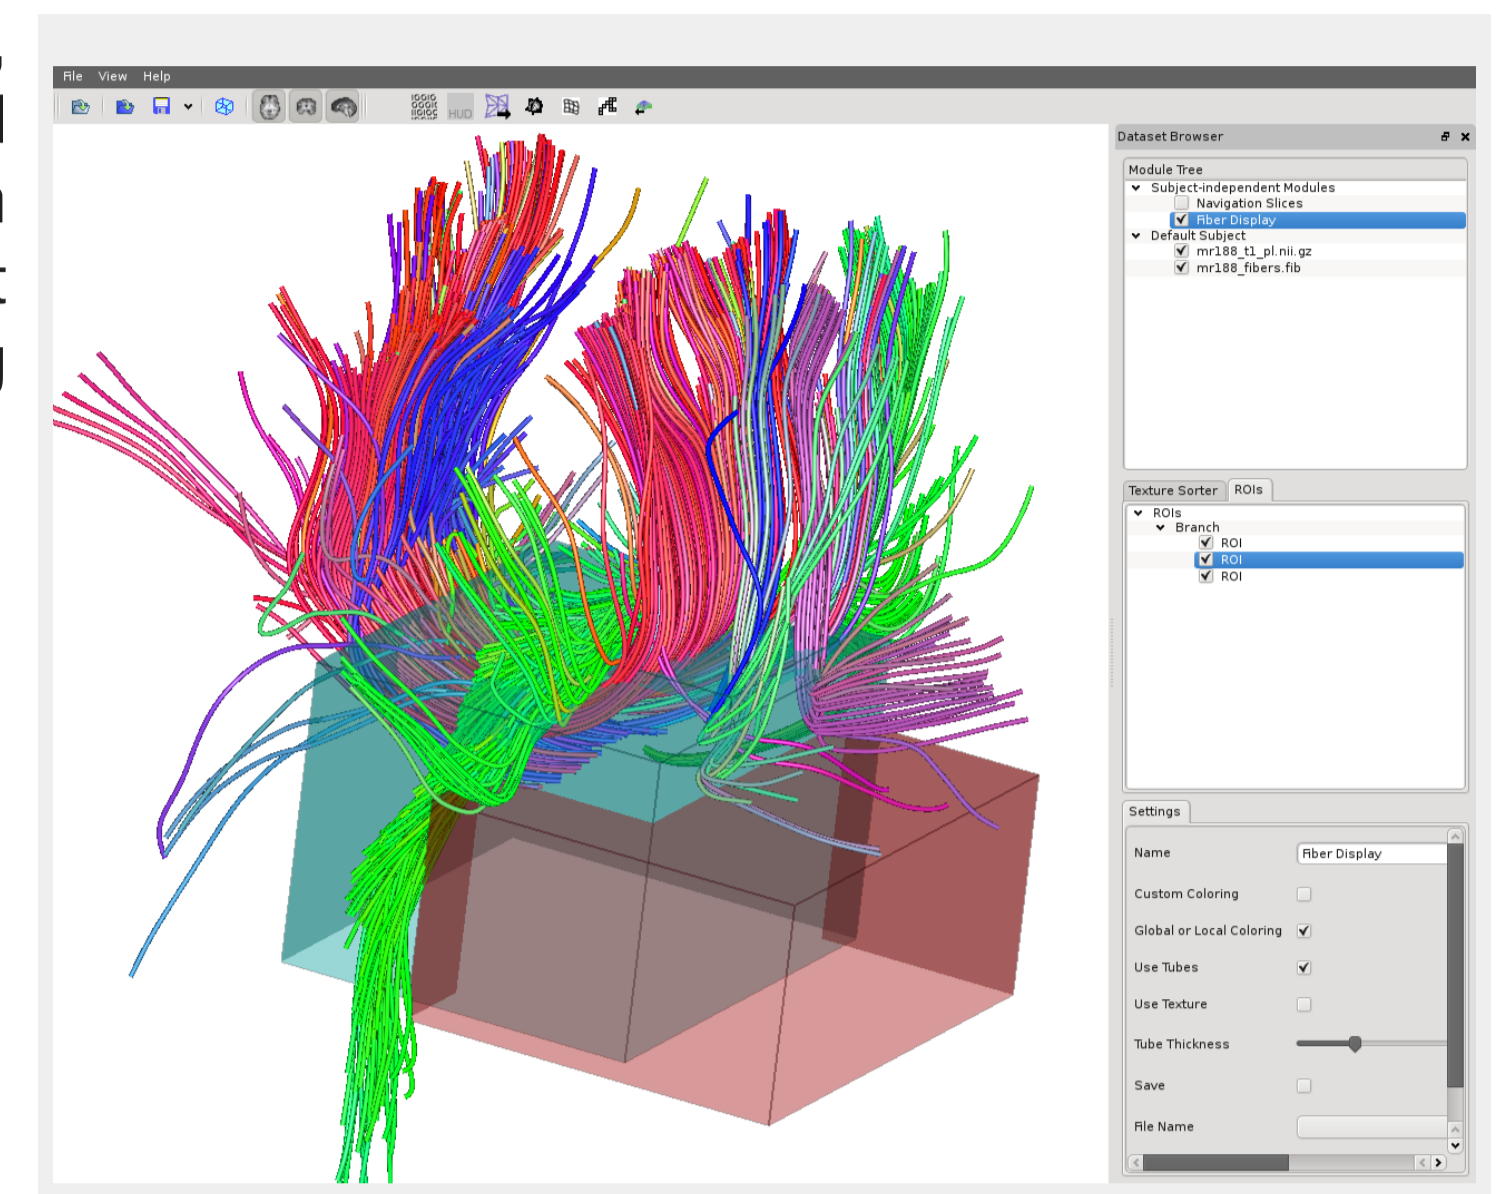 File View Help
HUD
Dataset Browser
Module Tree
Subject-independent Modules
Navigation Slices
Fiber Display
Default Subject
mr188_t1_pl.nii.gz
mr188_fibers.fib
Texture Sorter ROIs
ROIs
Branch
ROI
ROI
ROI
Settings
Name Fiber Display
Custom Coloring
Global or Local Coloring
Use Tubes
Use Texture
Tube Thickness
Save
File Name